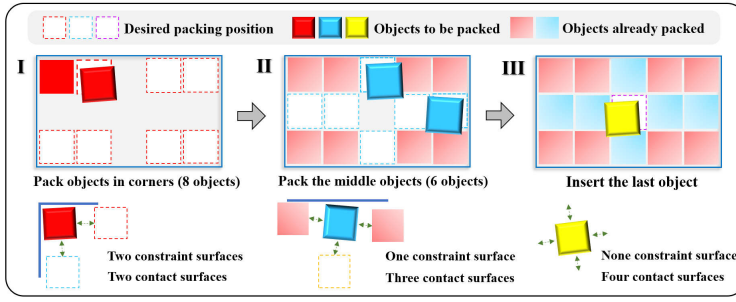 Desired packing position
Objects to be packed
Objects already packed
I
II
III
Pack objects in corners (8 objects)
Pack the middle objects (6 objects)
Insert the last object
Two constraint surfaces
Two contact surfaces
One constraint surface
Three contact surfaces
None constraint surface
Four contact surfaces